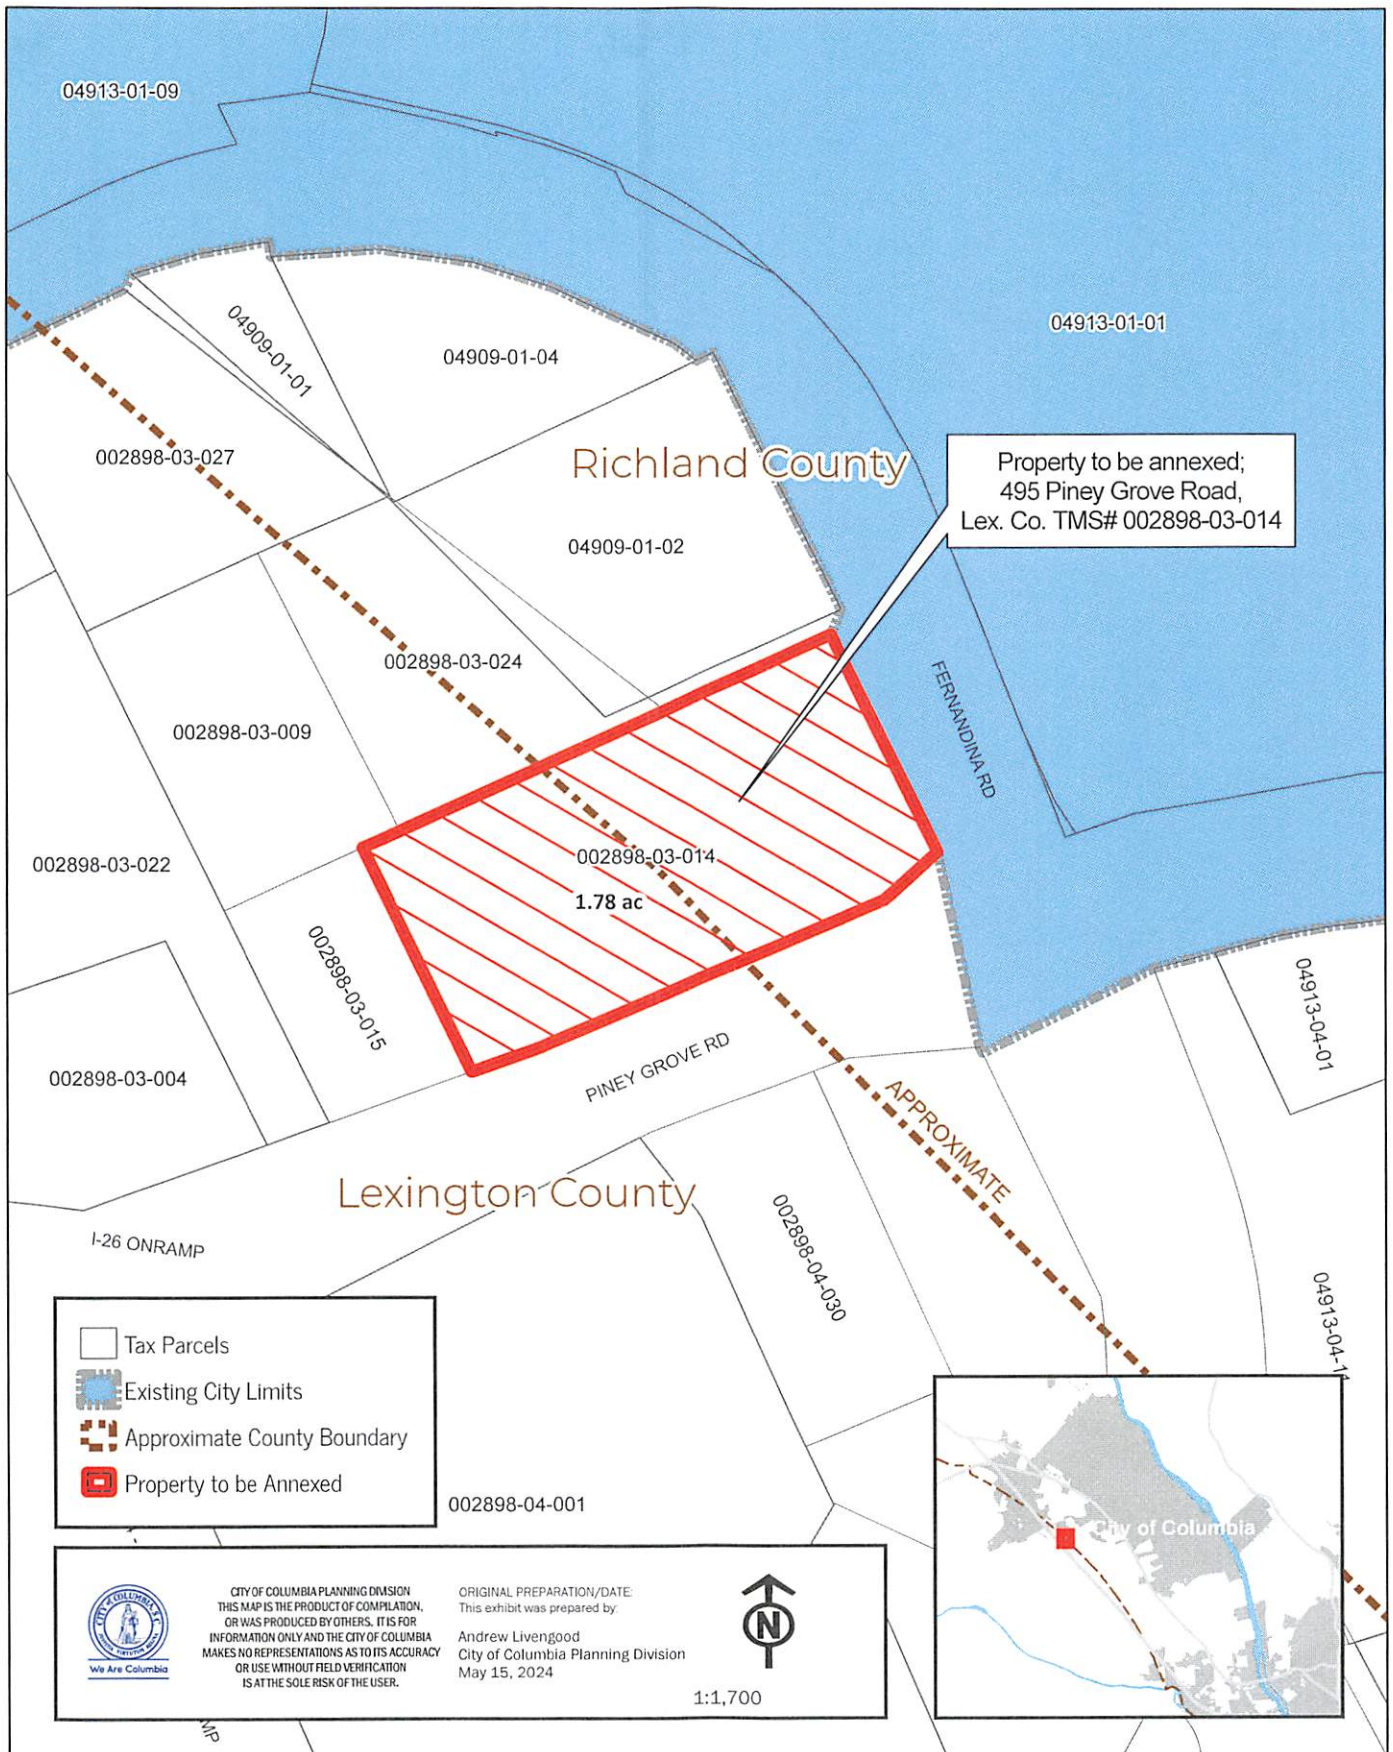 04913-01-09
04913-01-01
04909-01-01
04909-01-04
002898-03-027
Richland County
Property to be annexed;
495 Piney Grove Road,
Lex. Co. TMS# 002898-03-014
04909-01-02
002898-03-024
FERNANDINA RD
002898-03-009
002898-03-022
002898-03-014
1.78 ac
002898-03-015
04913-04-01
002898-03-004
PINEY GROVE RD
APPROXIMATE
Lexington County
I-26 ONRAMP
002898-04-030
04913-04-11
Tax Parcels
Existing City Limits
Approximate County Boundary
Property to be Annexed
002898-04-001
City of Columbia
We Are Columbia
CITY OF COLUMBIA PLANNING DIVISION
THIS MAP IS THE PRODUCT OF COMPILATION,
OR WAS PRODUCED BY OTHERS. IT IS FOR
INFORMATION ONLY AND THE CITY OF COLUMBIA
MAKES NO REPRESENTATIONS AS TO ITS ACCURACY
OR USE WITHOUT FIELD VERIFICATION
IS AT THE SOLE RISK OF THE USER.
ORIGINAL PREPARATION/DATE:
This exhibit was prepared by:
Andrew Livengood
City of Columbia Planning Division
May 15, 2024
N
1:1,700
MP